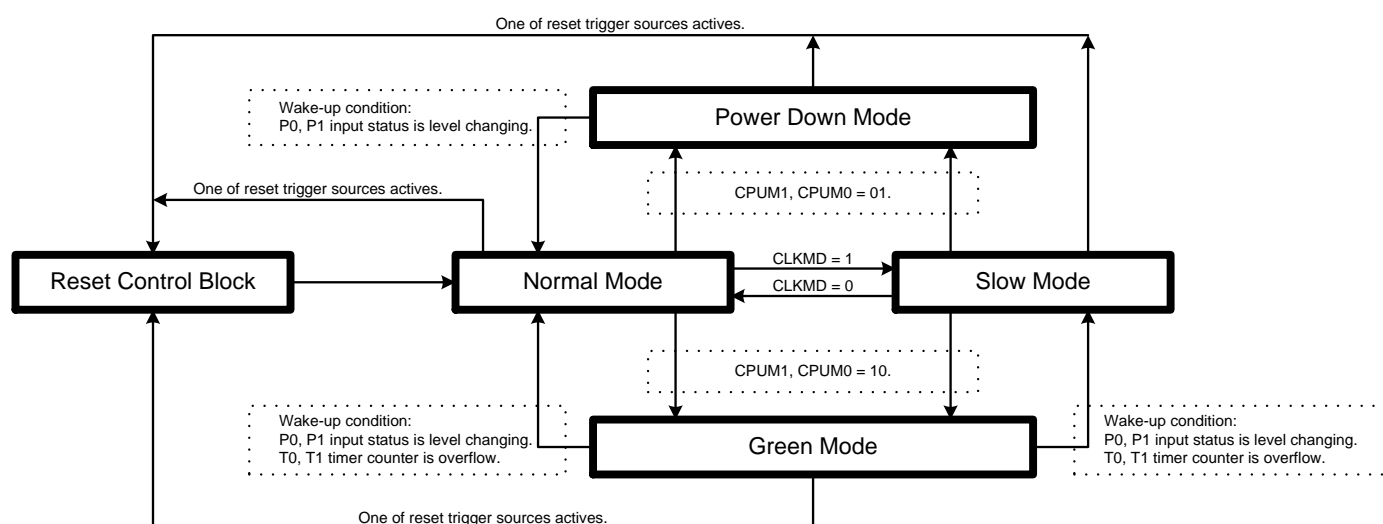 One of reset trigger sources actives.
Wake-up condition:
P0, P1 input status is level changing.
Power Down Mode
One of reset trigger sources actives.
CPUM1, CPUM0 = 01.
Reset Control Block
Normal Mode
CLKMD = 1
CLKMD = 0
Slow Mode
CPUM1, CPUM0 = 10.
Wake-up condition:
P0, P1 input status is level changing.
T0, T1 timer counter is overflow.
Green Mode
Wake-up condition:
P0, P1 input status is level changing.
T0, T1 timer counter is overflow.
One of reset trigger sources actives.